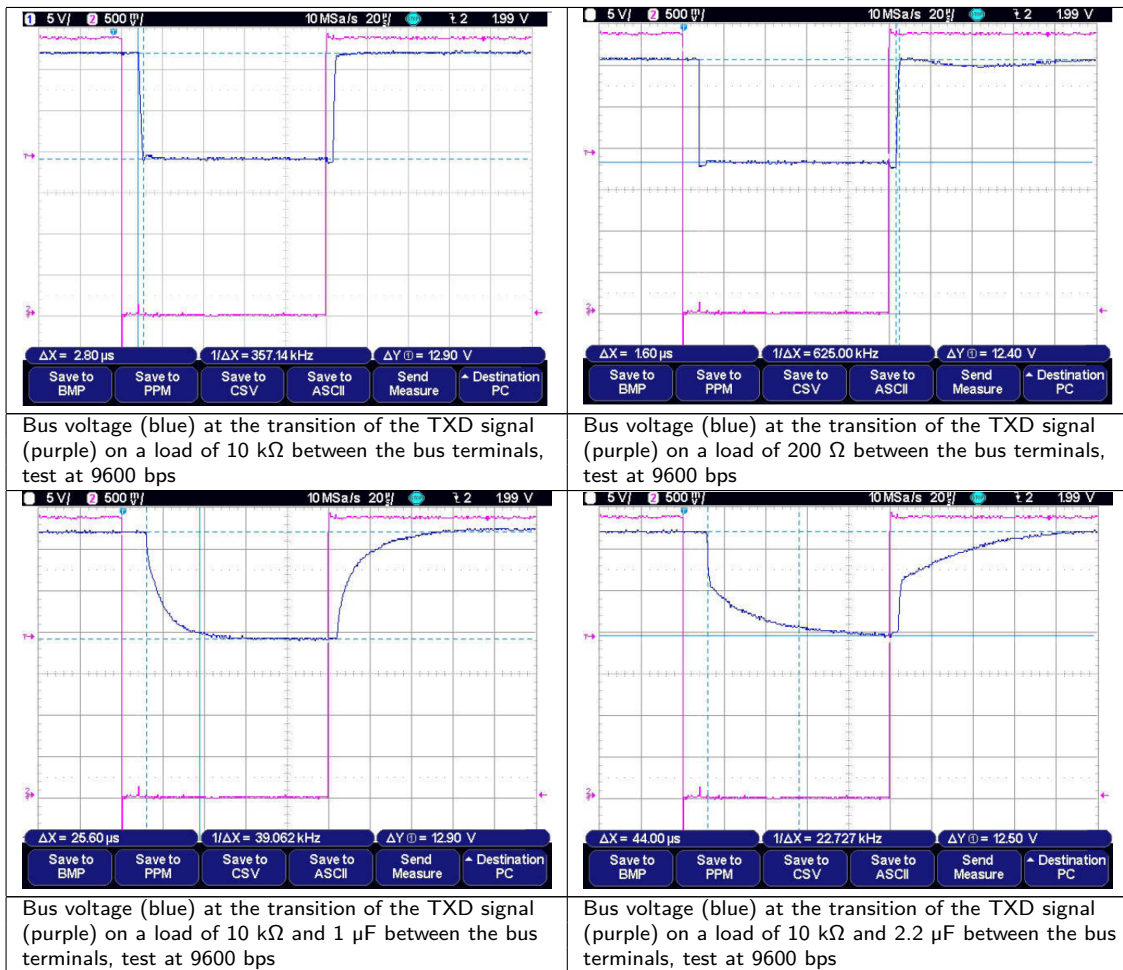 1 5 V/ 2 500 mV/ 10 MSa/s 20 µs/ 2 1.99 V
ΔX = 2.80 µs 1/ΔX = 357.14 kHz ΔY ① = 12.90 V
Save to BMP
Save to PPM
Save to CSV
Save to ASCII
Send Measure
Destination PC
Bus voltage (blue) at the transition of the TXD signal
(purple) on a load of 10 kΩ between the bus terminals,
test at 9600 bps
5 V/ 2 500 mV/ 10 MSa/s 20 µs/ 2 1.99 V
ΔX = 1.60 µs 1/ΔX = 625.00 kHz ΔY ① = 12.40 V
Save to BMP
Save to PPM
Save to CSV
Save to ASCII
Send Measure
Destination PC
Bus voltage (blue) at the transition of the TXD signal
(purple) on a load of 200 Ω between the bus terminals,
test at 9600 bps
5 V/ 2 500 mV/ 10 MSa/s 20 µs/ 2 1.99 V
ΔX = 25.60 µs 1/ΔX = 39.062 kHz ΔY ① = 12.90 V
Save to BMP
Save to PPM
Save to CSV
Save to ASCII
Send Measure
Destination PC
Bus voltage (blue) at the transition of the TXD signal
(purple) on a load of 10 kΩ and 1 µF between the bus
terminals, test at 9600 bps
5 V/ 2 500 mV/ 10 MSa/s 20 µs/ 2 1.99 V
ΔX = 44.00 µs 1/ΔX = 22.727 kHz ΔY ① = 12.50 V
Save to BMP
Save to PPM
Save to CSV
Save to ASCII
Send Measure
Destination PC
Bus voltage (blue) at the transition of the TXD signal
(purple) on a load of 10 kΩ and 2.2 µF between the bus
terminals, test at 9600 bps